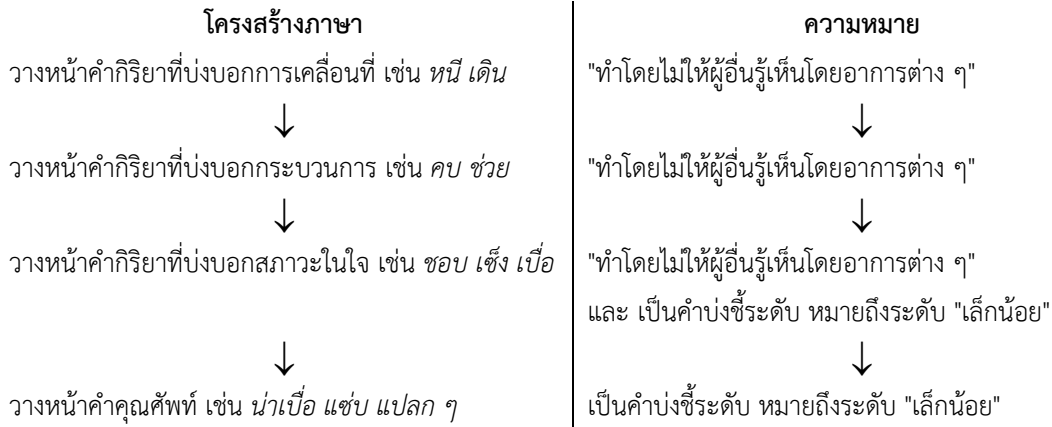 โครงสร้างภาษา ความหมาย
วางหน้าคำกิริยาที่บ่งบอกการเคลื่อนที่ เช่น หนี เดิน "ทำโดยไม่ให้ผู้อื่นรู้เห็นโดยอาการต่าง ๆ"
↓ ↓
วางหน้าคำกิริยาที่บ่งบอกกระบวนการ เช่น คบ ช่วย "ทำโดยไม่ให้ผู้อื่นรู้เห็นโดยอาการต่าง ๆ"
↓ ↓
วางหน้าคำกิริยาที่บ่งบอกสภาวะในใจ เช่น ชอบ เซ็ง เบื่อ "ทำโดยไม่ให้ผู้อื่นรู้เห็นโดยอาการต่าง ๆ"
และ เป็นคำบ่งชี้ระดับ หมายถึงระดับ "เล็กน้อย"
↓ ↓
วางหน้าคำคุณศัพท์ เช่น น่าเบื่อ แซ่บ แปลก ๆ เป็นคำบ่งชี้ระดับ หมายถึงระดับ "เล็กน้อย"